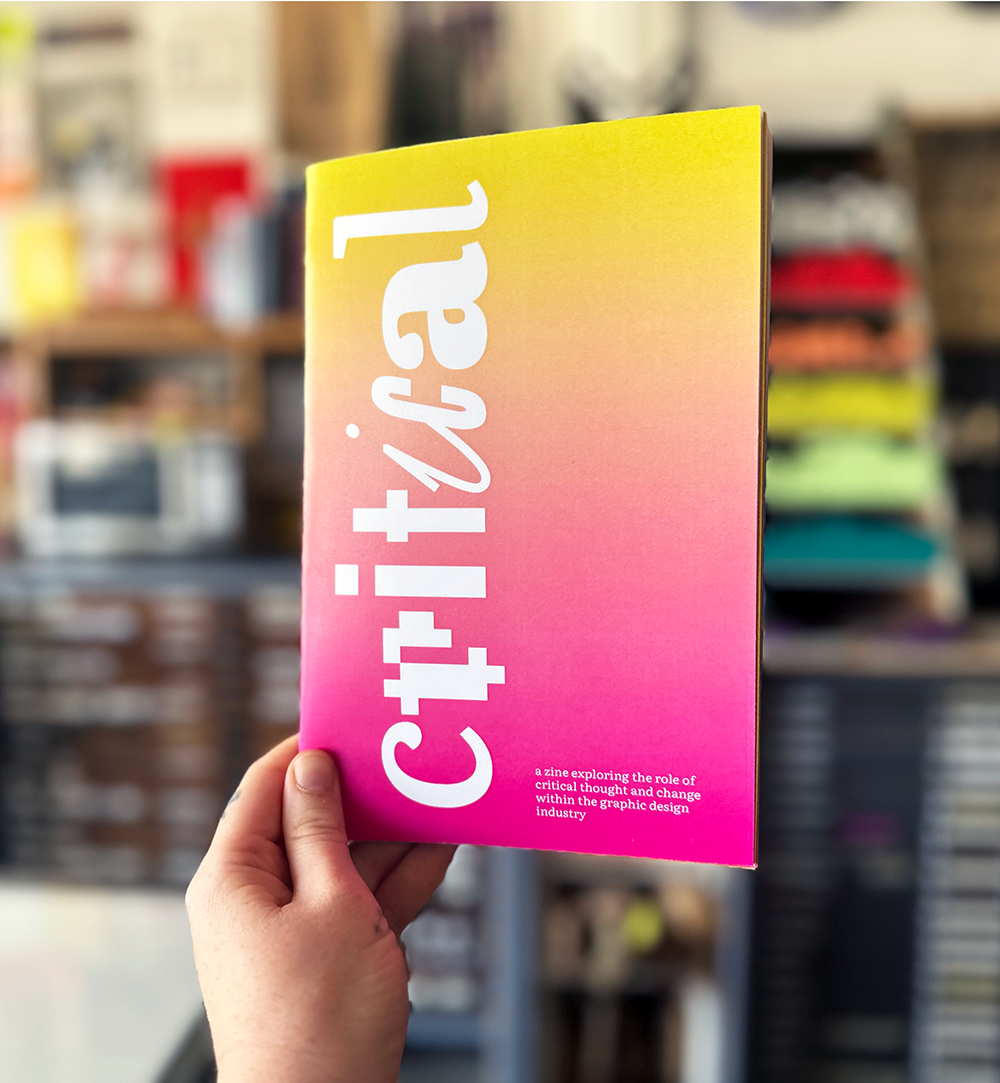 critical
a zine exploring the role of
critical thought and change
within the graphic design
industry